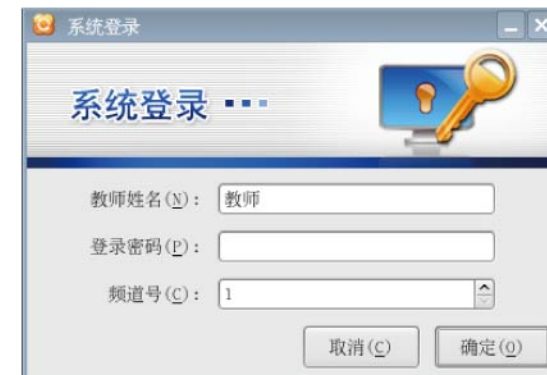 系统登录
系统登录
教师姓名(N)： 教师
登录密码(P)：
频道号(C)： 1
取消(C) 确定(O)